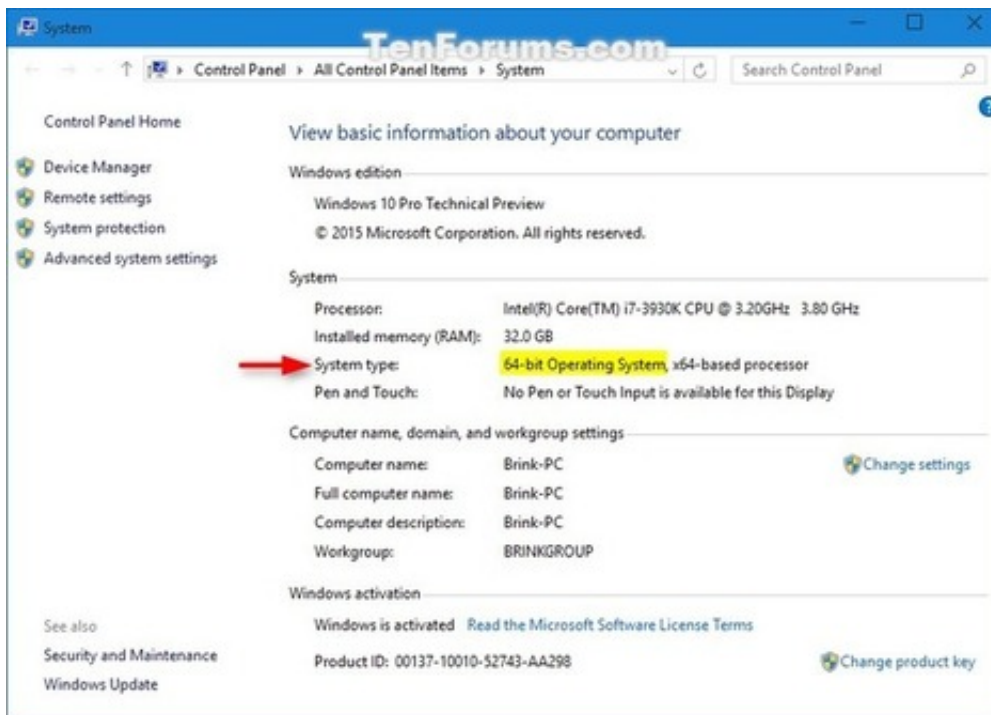 System
TenForums.com
Control Panel › All Control Panel Items › System
Search Control Panel
Control Panel Home
Device Manager
Remote settings
System protection
Advanced system settings
View basic information about your computer
Windows edition
Windows 10 Pro Technical Preview
© 2015 Microsoft Corporation. All rights reserved.
System
Processor: Intel(R) Core(TM) i7-3930K CPU @ 3.20GHz 3.80 GHz
Installed memory (RAM): 32.0 GB
System type: 64-bit Operating System, x64-based processor
Pen and Touch: No Pen or Touch Input is available for this Display
Computer name, domain, and workgroup settings
Computer name: Brink-PC
Change settings
Full computer name: Brink-PC
Computer description: Brink-PC
Workgroup: BRINKGROUP
Windows activation
Windows is activated Read the Microsoft Software License Terms
Product ID: 00137-10010-52743-AA298
Change product key
See also
Security and Maintenance
Windows Update